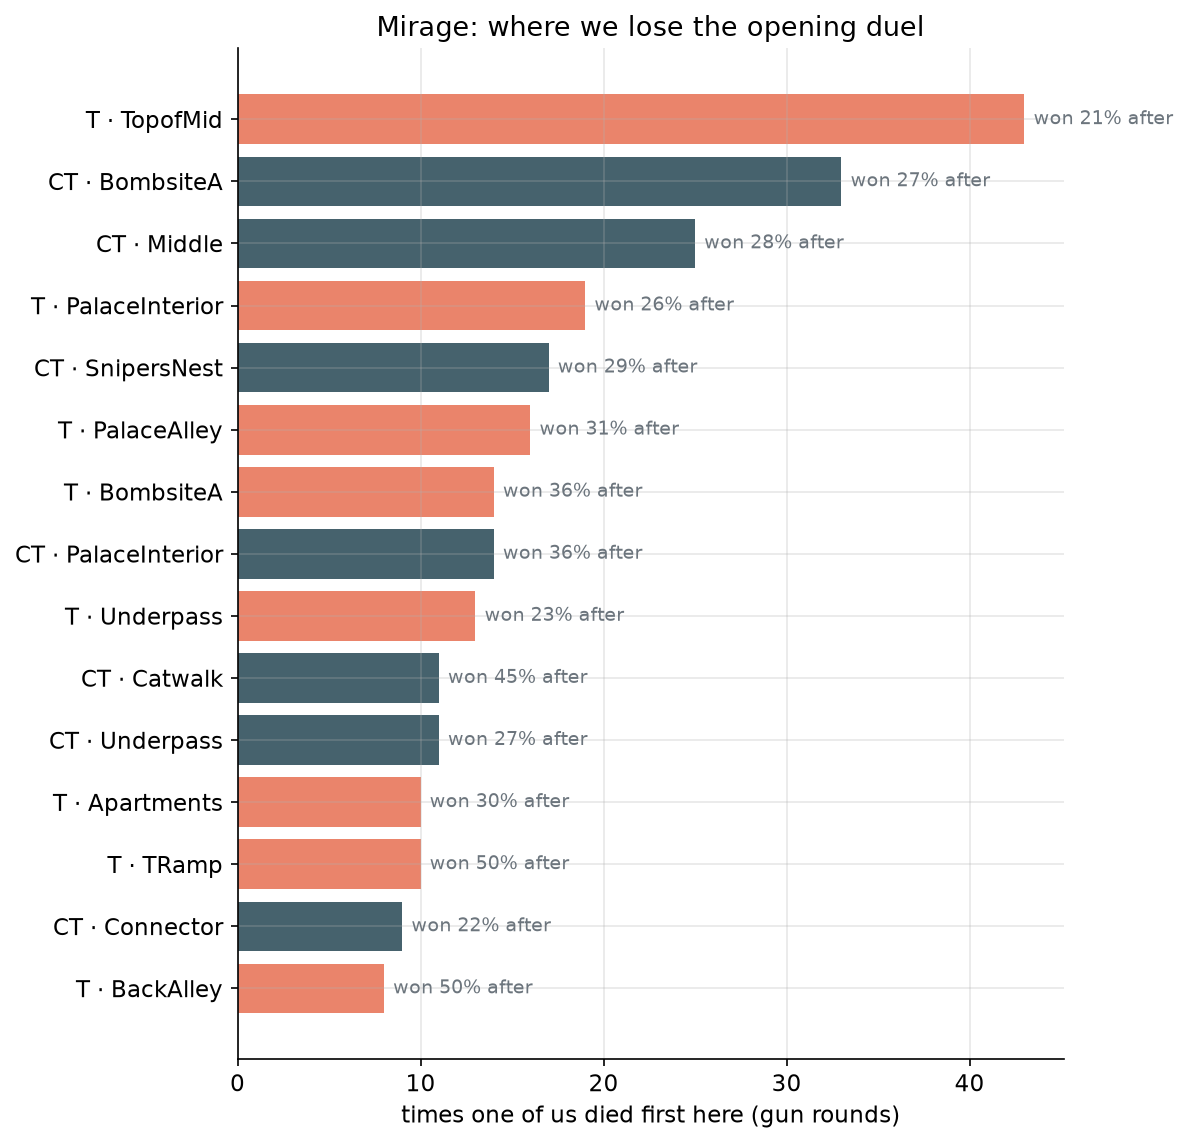 Mirage: where we lose the opening duel
T · TopofMid won 21% after
CT · BombsiteA won 27% after
CT · Middle won 28% after
T · PalaceInterior won 26% after
CT · SnipersNest won 29% after
T · PalaceAlley won 31% after
T · BombsiteA won 36% after
CT · PalaceInterior won 36% after
T · Underpass won 23% after
CT · Catwalk won 45% after
CT · Underpass won 27% after
T · Apartments won 30% after
T · TRamp won 50% after
CT · Connector won 22% after
T · BackAlley won 50% after
0 10 20 30 40
times one of us died first here (gun rounds)